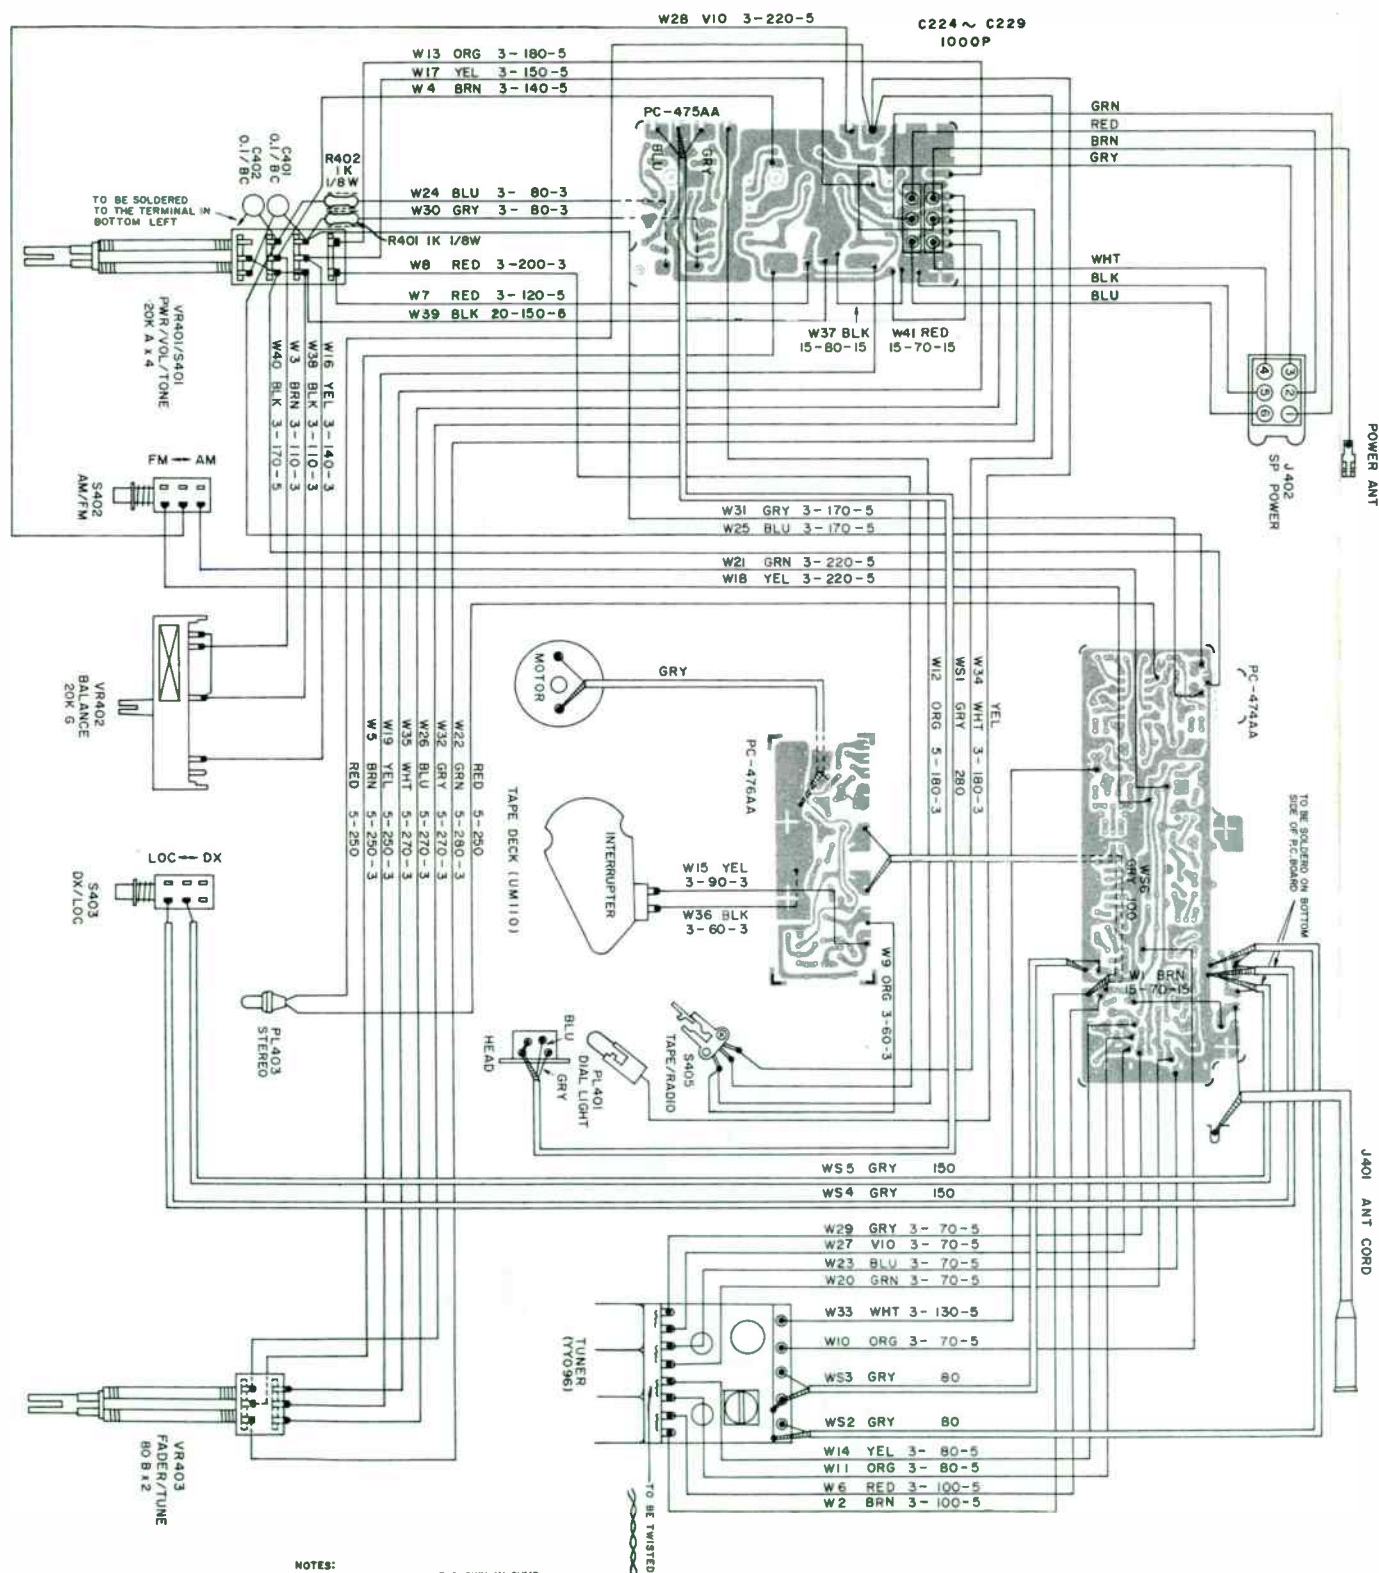 W28 VIO 3-220-5
C224 ~ C229
1000P
W13 ORG 3-180-5
W17 YEL 3-150-5
W4 BRN 3-140-5
PC-475AA
BLU
GRY
GRN
RED
BRN
GRY
C402
0.1/BC
C401
0.1/BC
R402
1K
1/8W
TO BE SOLDERED
TO THE TERMINAL IN
BOTTOM LEFT
W24 BLU 3- 80-3
W30 GRY 3- 80-3
R401 1K 1/8W
W8 RED 3-200-3
W7 RED 3-120-5
W39 BLK 20-150-6
WHT
BLK
BLU
W37 BLK
15-80-15
W41 RED
15-70-15
VR401/S401
PWR/VOL/TONE
20K A x 4
W40 BLK 3-170-5
W3 BRN 3-110-3
W38 BLK 3-110-3
W16 YEL 3-140-3
4 3
5 2
6 1
J402
SP POWER
POWER ANT
FM ↔ AM
S402
AM/FM
W31 GRY 3-170-5
W25 BLU 3-170-5
W21 GRN 3-220-5
W18 YEL 3-220-5
VR402
BALANCE
20K G
MOTOR
GRY
RED 5-250
W5 BRN 5-250-3
W19 YEL 5-250-3
W35 WHT 5-270-3
W26 BLU 5-270-3
W32 GRY 5-270-3
W22 GRN 5-280-3
RED 5-250
W12 ORG 5-180-3
WS1 GRY 280
W34 WHT 3-180-3
YEL
PC-474AA
PC-476AA
TAPE DECK (UM110)
INTERRUPTER
W15 YEL
3-90-3
W36 BLK
3-60-3
W9 ORG 3-60-3
WS6
GRY 100
TO BE SOLDERD ON BOTTOM
SIDE OF P.C.BOARD
W1 BRN
15-70-15
LOC ↔ DX
S403
DX/LOC
PL403
STEREO
HEAD
BLU
GRY
PL401
DIAL LIGHT
S405
TAPE/RADIO
WS5 GRY 150
WS4 GRY 150
J401 ANT CORD
W29 GRY 3- 70-5
W27 VIO 3- 70-5
W23 BLU 3- 70-5
W20 GRN 3- 70-5
W33 WHT 3-130-5
W10 ORG 3- 70-5
WS3 GRY 80
WS2 GRY 80
W14 YEL 3- 80-5
W11 ORG 3- 80-5
W6 RED 3-100-5
W2 BRN 3-100-5
TUNER
(YY096)
TO BE TWISTED
VR403
FADER/TUNE
80 B x 2
NOTES: